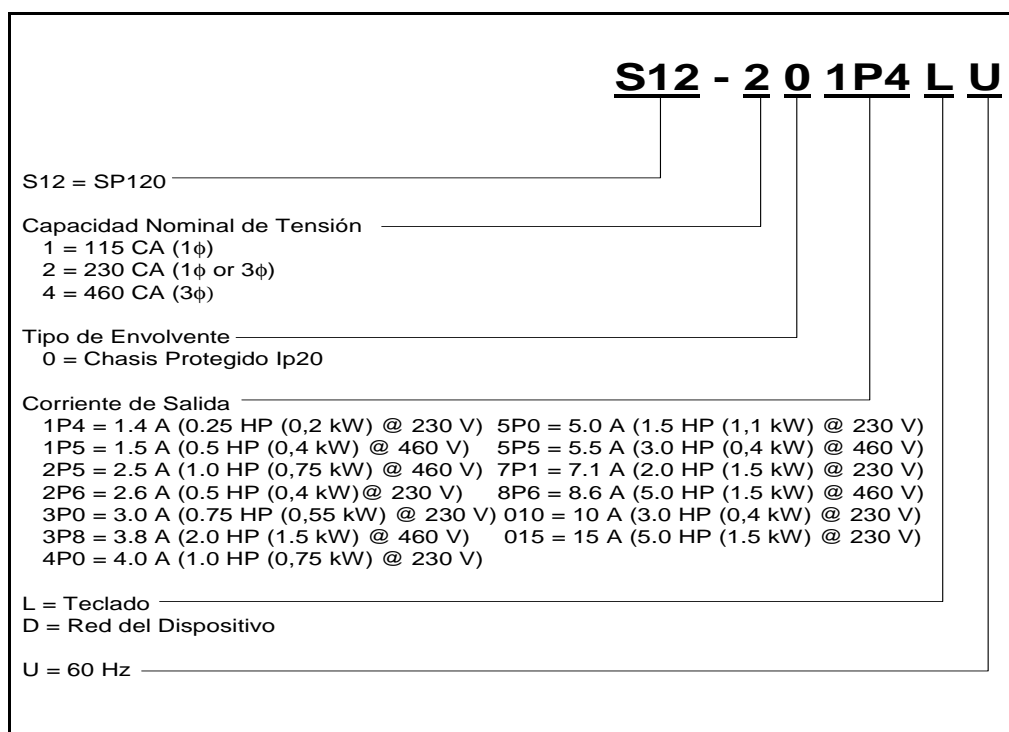 S12 - 2 0 1P4 L U
S12 = SP120
Capacidad Nominal de Tensión
1 = 115 CA (1ϕ)
2 = 230 CA (1ϕ or 3ϕ)
4 = 460 CA (3ϕ)
Tipo de Envolvente
0 = Chasis Protegido Ip20
Corriente de Salida
1P4 = 1.4 A (0.25 HP (0,2 kW) @ 230 V) 5P0 = 5.0 A (1.5 HP (1,1 kW) @ 230 V)
1P5 = 1.5 A (0.5 HP (0,4 kW) @ 460 V) 5P5 = 5.5 A (3.0 HP (0,4 kW) @ 460 V)
2P5 = 2.5 A (1.0 HP (0,75 kW) @ 460 V) 7P1 = 7.1 A (2.0 HP (1.5 kW) @ 230 V)
2P6 = 2.6 A (0.5 HP (0,4 kW)@ 230 V) 8P6 = 8.6 A (5.0 HP (1.5 kW) @ 460 V)
3P0 = 3.0 A (0.75 HP (0,55 kW) @ 230 V) 010 = 10 A (3.0 HP (0,4 kW) @ 230 V)
3P8 = 3.8 A (2.0 HP (1.5 kW) @ 460 V) 015 = 15 A (5.0 HP (1.5 kW) @ 230 V)
4P0 = 4.0 A (1.0 HP (0,75 kW) @ 230 V)
L = Teclado
D = Red del Dispositivo
U = 60 Hz